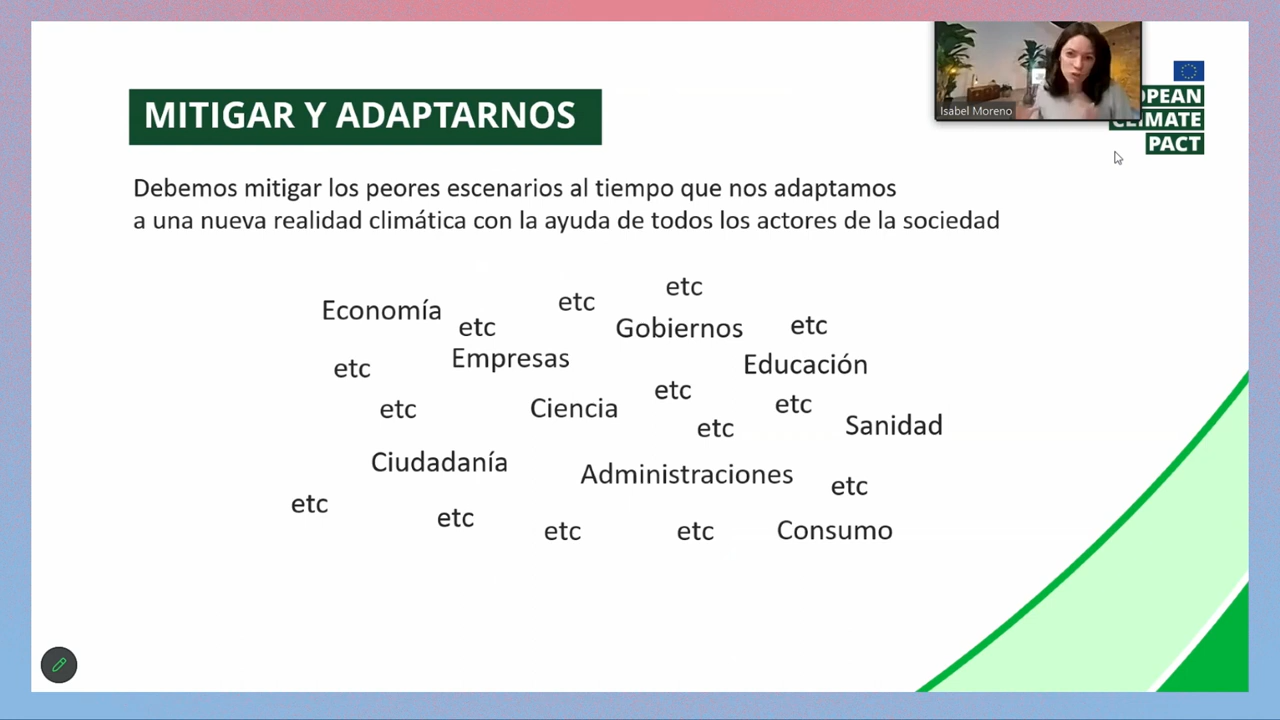 MITIGAR Y ADAPTARNOS
Isabel Moreno
OPEAN
CLIMATE
PACT
Debemos mitigar los peores escenarios al tiempo que nos adaptamos
a una nueva realidad climática con la ayuda de todos los actores de la sociedad
etc
etc
Economía
etc
Gobiernos
etc
Empresas
Educación
etc
etc
etc
etc
Ciencia
etc
Sanidad
Ciudadanía
Administraciones
etc
etc
etc
etc
etc
Consumo